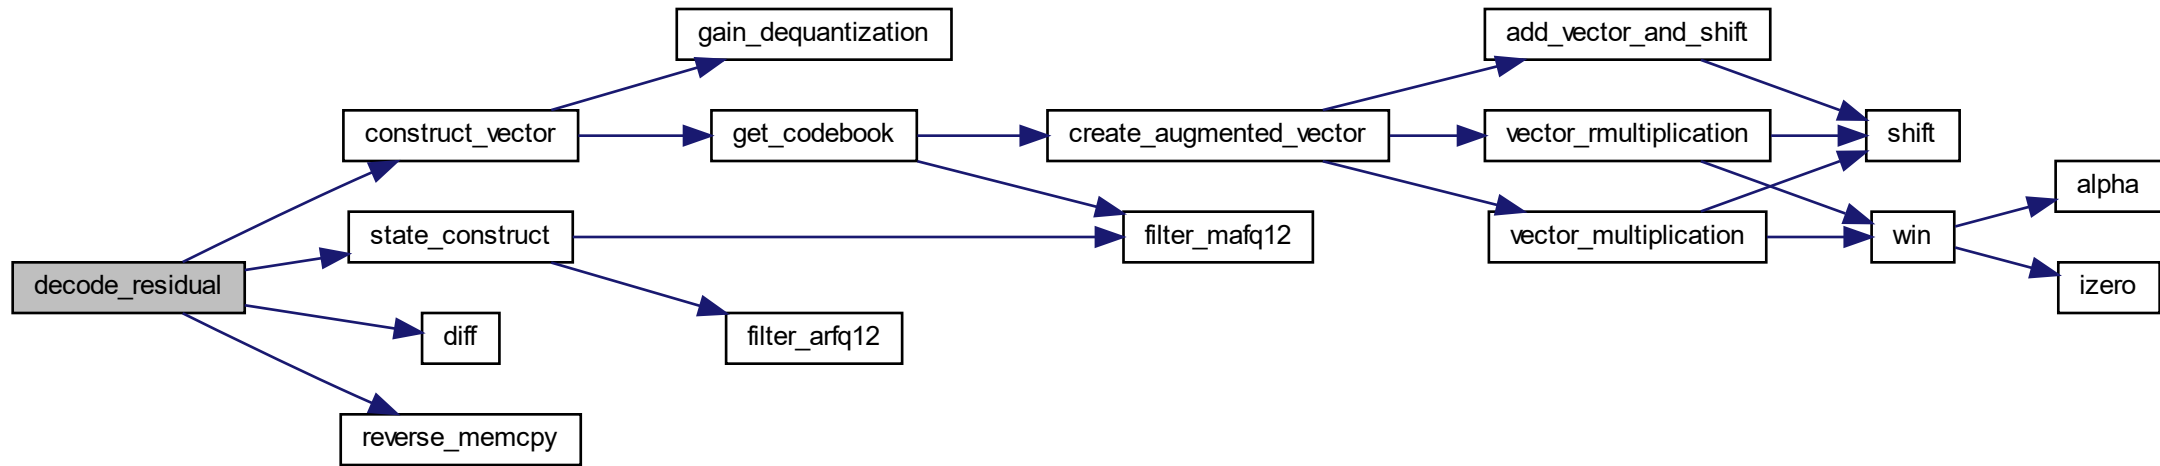 gain_dequantization
add_vector_and_shift
construct_vector
get_codebook
create_augmented_vector
vector_rmultiplication
shift
alpha
state_construct
filter_mafq12
vector_multiplication
win
decode_residual
izero
diff
filter_arfq12
reverse_memcpy